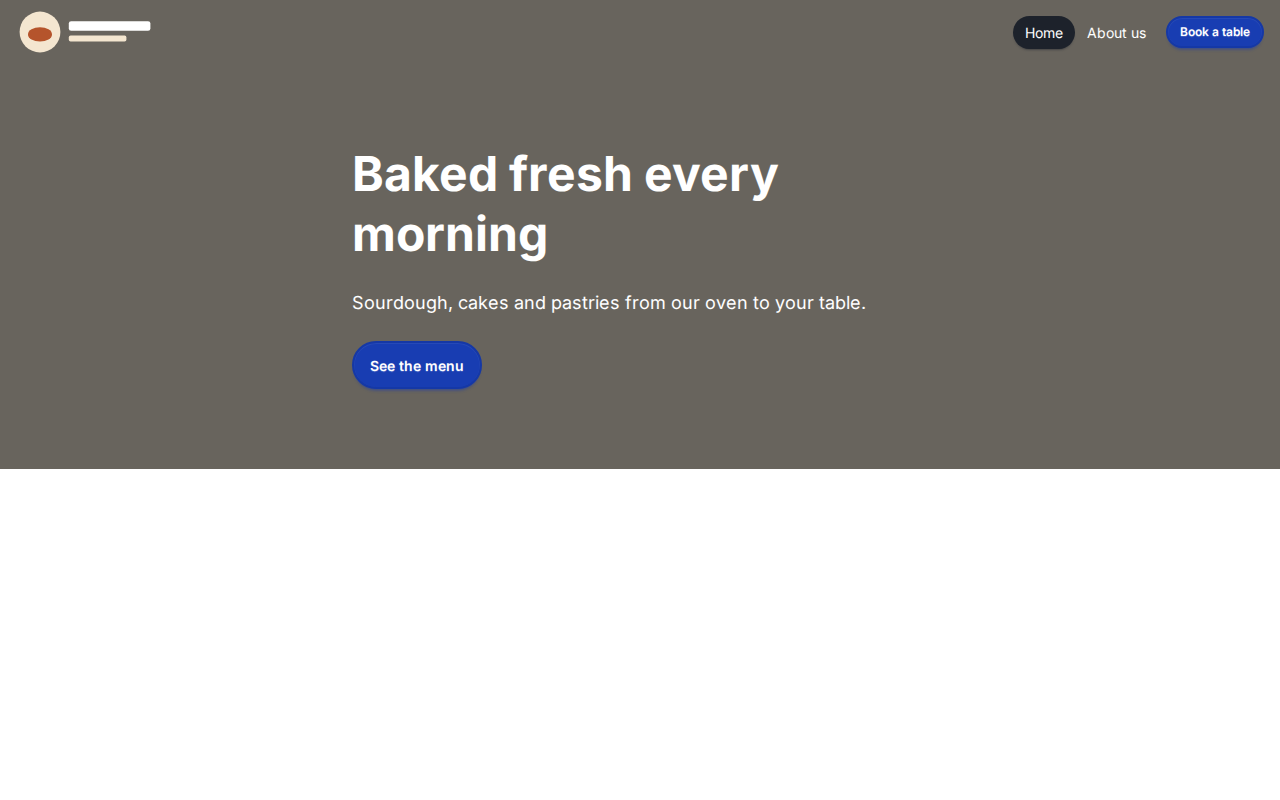 Home
About us
Book a table
Baked fresh every
morning
Sourdough, cakes and pastries from our oven to your table.
See the menu